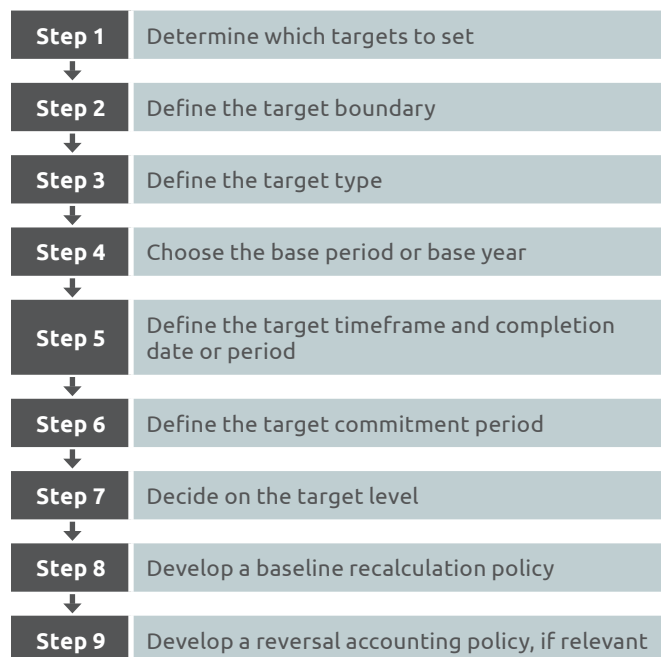 Step 1 Determine which targets to set
Step 2 Define the target boundary
Step 3 Define the target type
Step 4 Choose the base period or base year
Step 5 Define the target timeframe and completion
date or period
Step 6 Define the target commitment period
Step 7 Decide on the target level
Step 8 Develop a baseline recalculation policy
Step 9 Develop a reversal accounting policy, if relevant